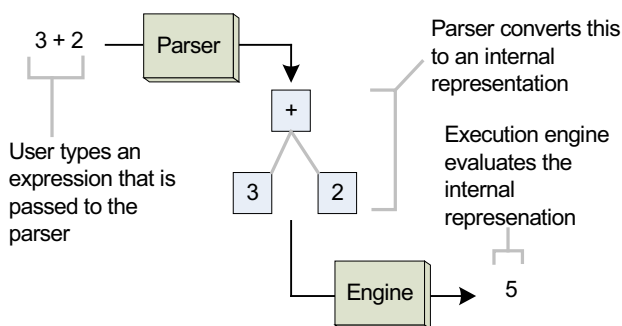 3 + 2
Parser
Parser converts this
to an internal
representation
+
3
2
User types an
expression that is
passed to the
parser
Execution engine
evaluates the
internal
represenation
Engine
5